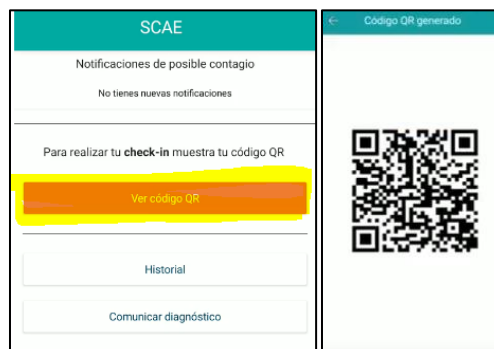 SCAE
Notificaciones de posible contagio
No tienes nuevas notificaciones
Para realizar tu check-in muestra tu código QR
Ver código QR
Historial
Comunicar diagnóstico
Código QR generado